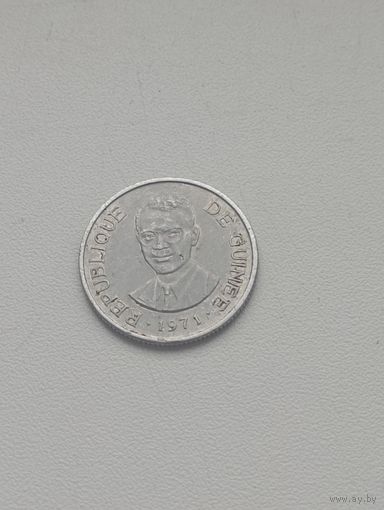 REPUBLIQUE DE GUINEE
· 1971 ·
www.ay.by